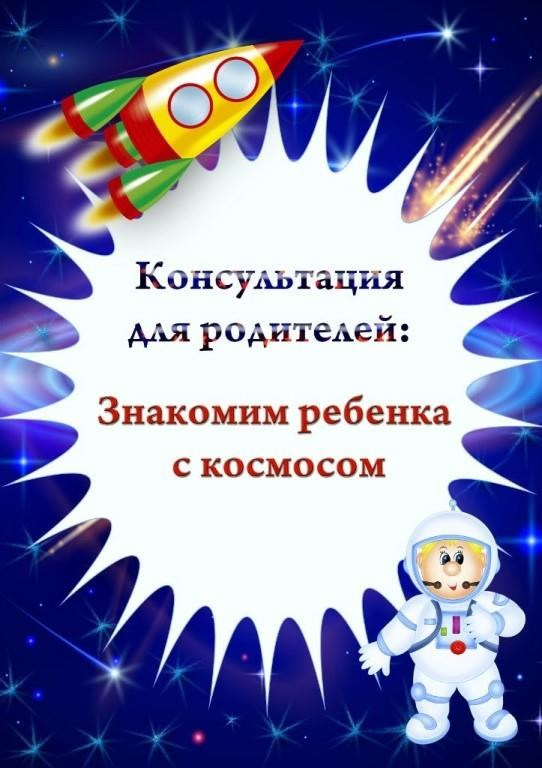 Консультация
для родителей:
Знакомим ребенка
с космосом